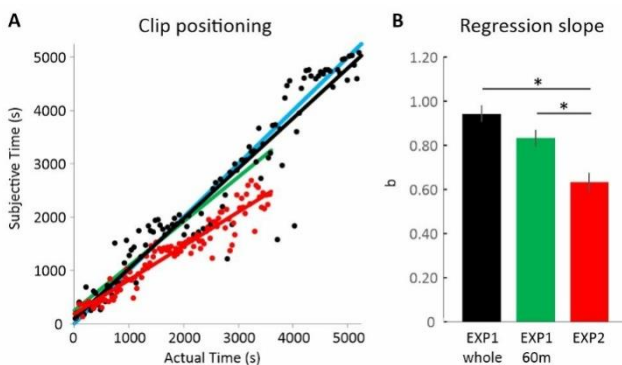 A Clip positioning
5000
4000
3000
2000
1000
0
Subjective Time (s)
0 1000 2000 3000 4000 5000
Actual Time (s)
B Regression slope
1.20
1.00
0.80
0.60
0.40
0.20
0
b
*
*
EXP1 EXP1 EXP2
whole 60m